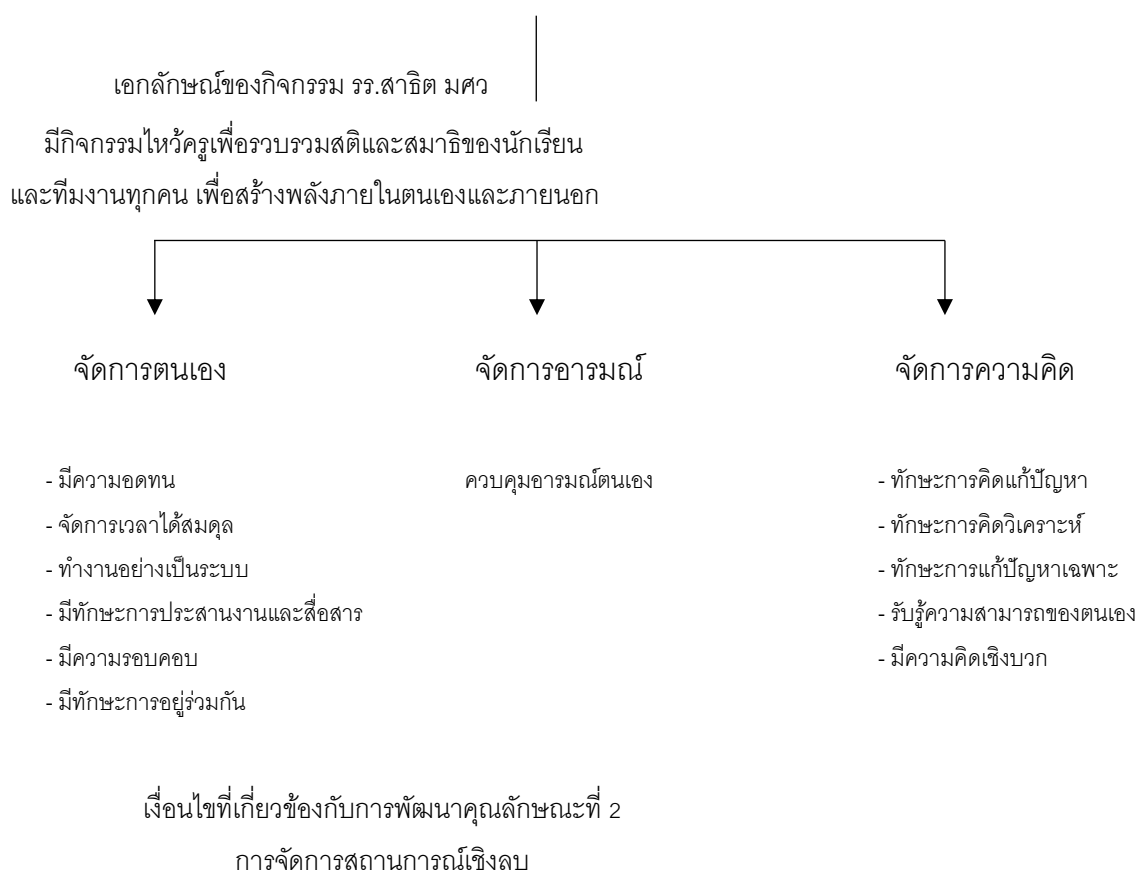 เอกลักษณ์ของกิจกรรม รร.สาธิต มศว
มีกิจกรรมไหว้ครูเพื่อรวบรวมสติและสมาธิของนักเรียน
และทีมงานทุกคน เพื่อสร้างพลังภายในตนเองและภายนอก
จัดการตนเอง
- มีความอดทน
- จัดการเวลาได้สมดุล
- ทำงานอย่างเป็นระบบ
- มีทักษะการประสานงานและสื่อสาร
- มีความรอบคอบ
- มีทักษะการอยู่ร่วมกัน
จัดการอารมณ์
ควบคุมอารมณ์ตนเอง
จัดการความคิด
- ทักษะการคิดแก้ปัญหา
- ทักษะการคิดวิเคราะห์
- ทักษะการแก้ปัญหาเฉพาะ
- รับรู้ความสามารถของตนเอง
- มีความคิดเชิงบวก
เงื่อนไขที่เกี่ยวข้องกับการพัฒนาคุณลักษณะที่ 2
การจัดการสถานการณ์เชิงลบ